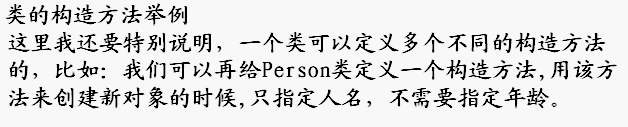 类的构造方法举例
这里我还要特别说明，一个类可以定义多个不同的构造方法
的，比如：我们可以再给Person类定义一个构造方法,用该方
法来创建新对象的时候,只指定人名，不需要指定年龄。